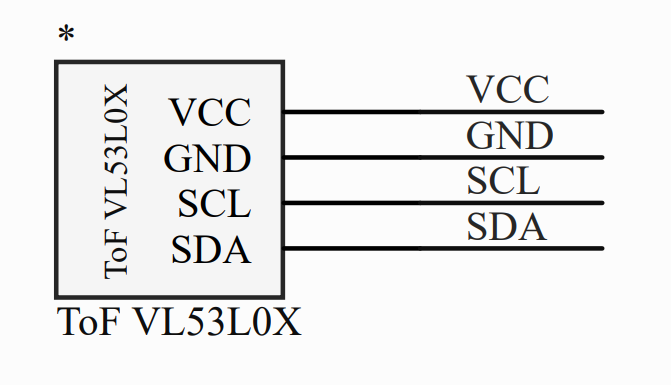 *
ToF VL53L0X
VCC
GND
SCL
SDA
VCC
GND
SCL
SDA
ToF VL53L0X